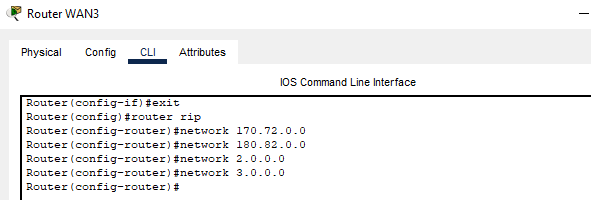 Router WAN3
Physical Config CLI Attributes
IOS Command Line Interface
Router(config-if)#exit
Router(config)#router rip
Router(config-router)#network 170.72.0.0
Router(config-router)#network 180.82.0.0
Router(config-router)#network 2.0.0.0
Router(config-router)#network 3.0.0.0
Router(config-router)#